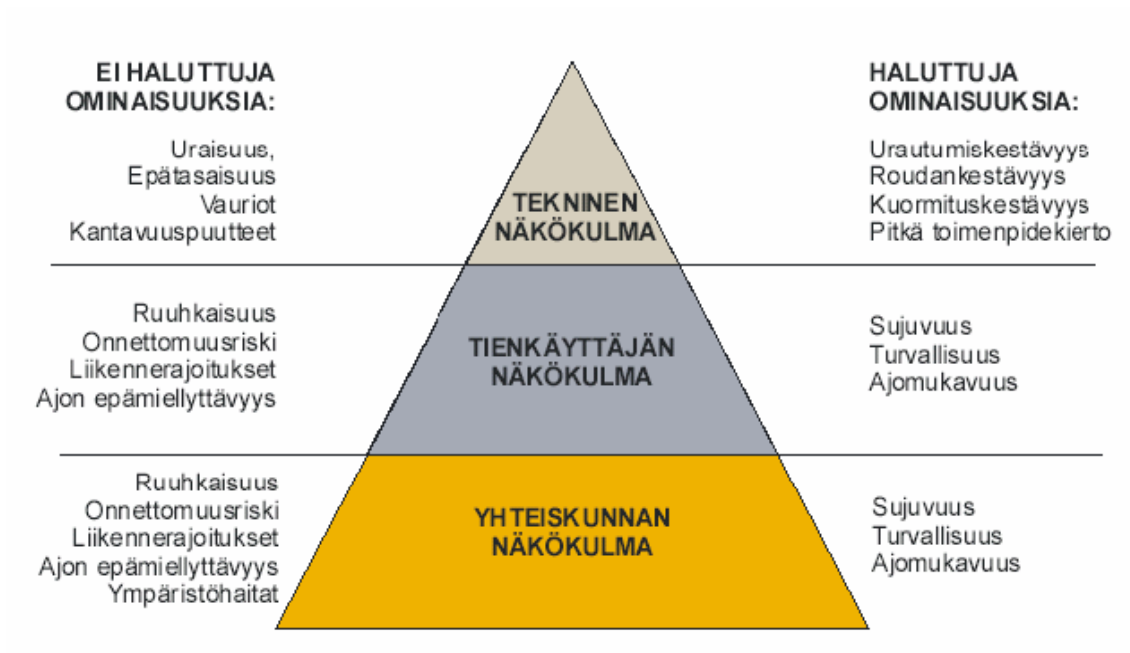 EI HALUTTUJA
OMINAISUUKSIA:
HALUTTUJA
OMINAISUUKSIA:
Uraisuus,
Epätasaisuus
Vauriot
Kantavuuspuutteet
TEKNINEN
NÄKÖKULMA
Urautumiskestävyys
Roudankestävyys
Kuormituskestävyys
Pitkä toimenpidekierto
Ruuhkaisuus
Onnettomuusriski
Liikennerajoitukset
Ajon epämiellyttävyys
TIENKÄYTTÄJÄN
NÄKÖKULMA
Sujuvuus
Turvallisuus
Ajomukavuus
Ruuhkaisuus
Onnettomuusriski
Liikennerajoitukset
Ajon epämiellyttävyys
Ympäristöhaitat
YHTEISKUNNAN
NÄKÖKULMA
Sujuvuus
Turvallisuus
Ajomukavuus